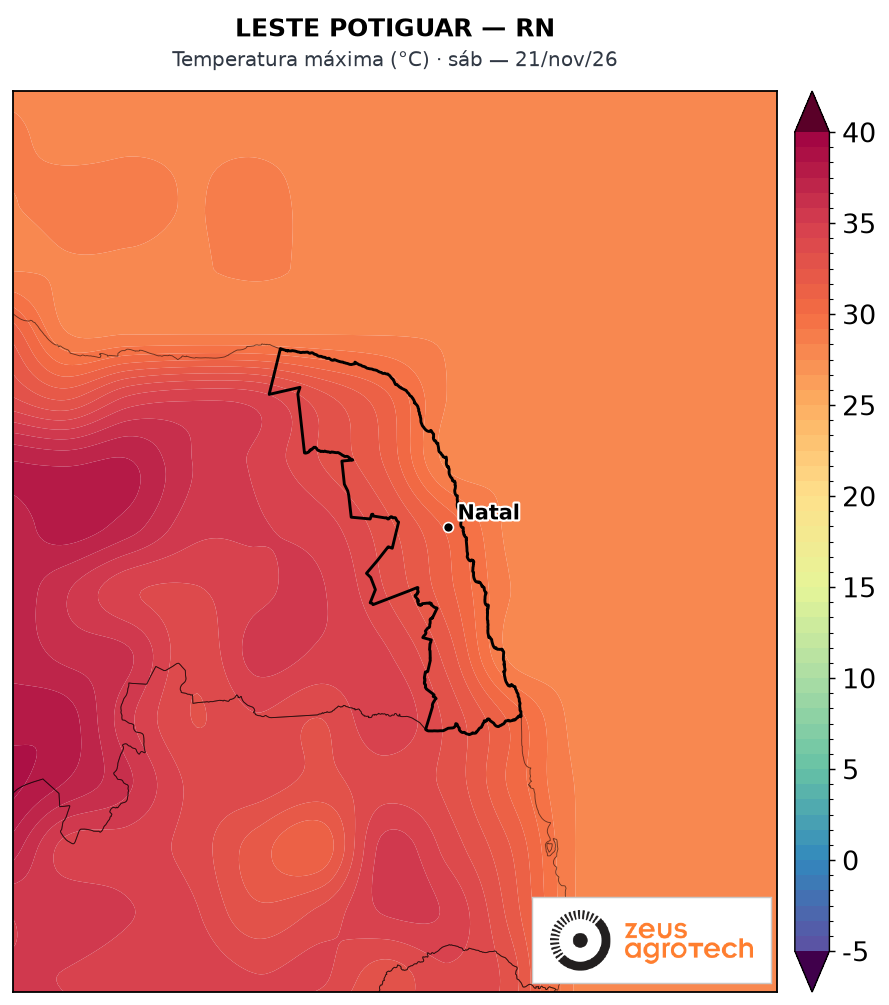 LESTE POTIGUAR — RN
Temperatura máxima (°C) · sáb — 21/nov/26
40
35
30
25
20
15
10
5
0
-5
Natal
zeus
agrotech